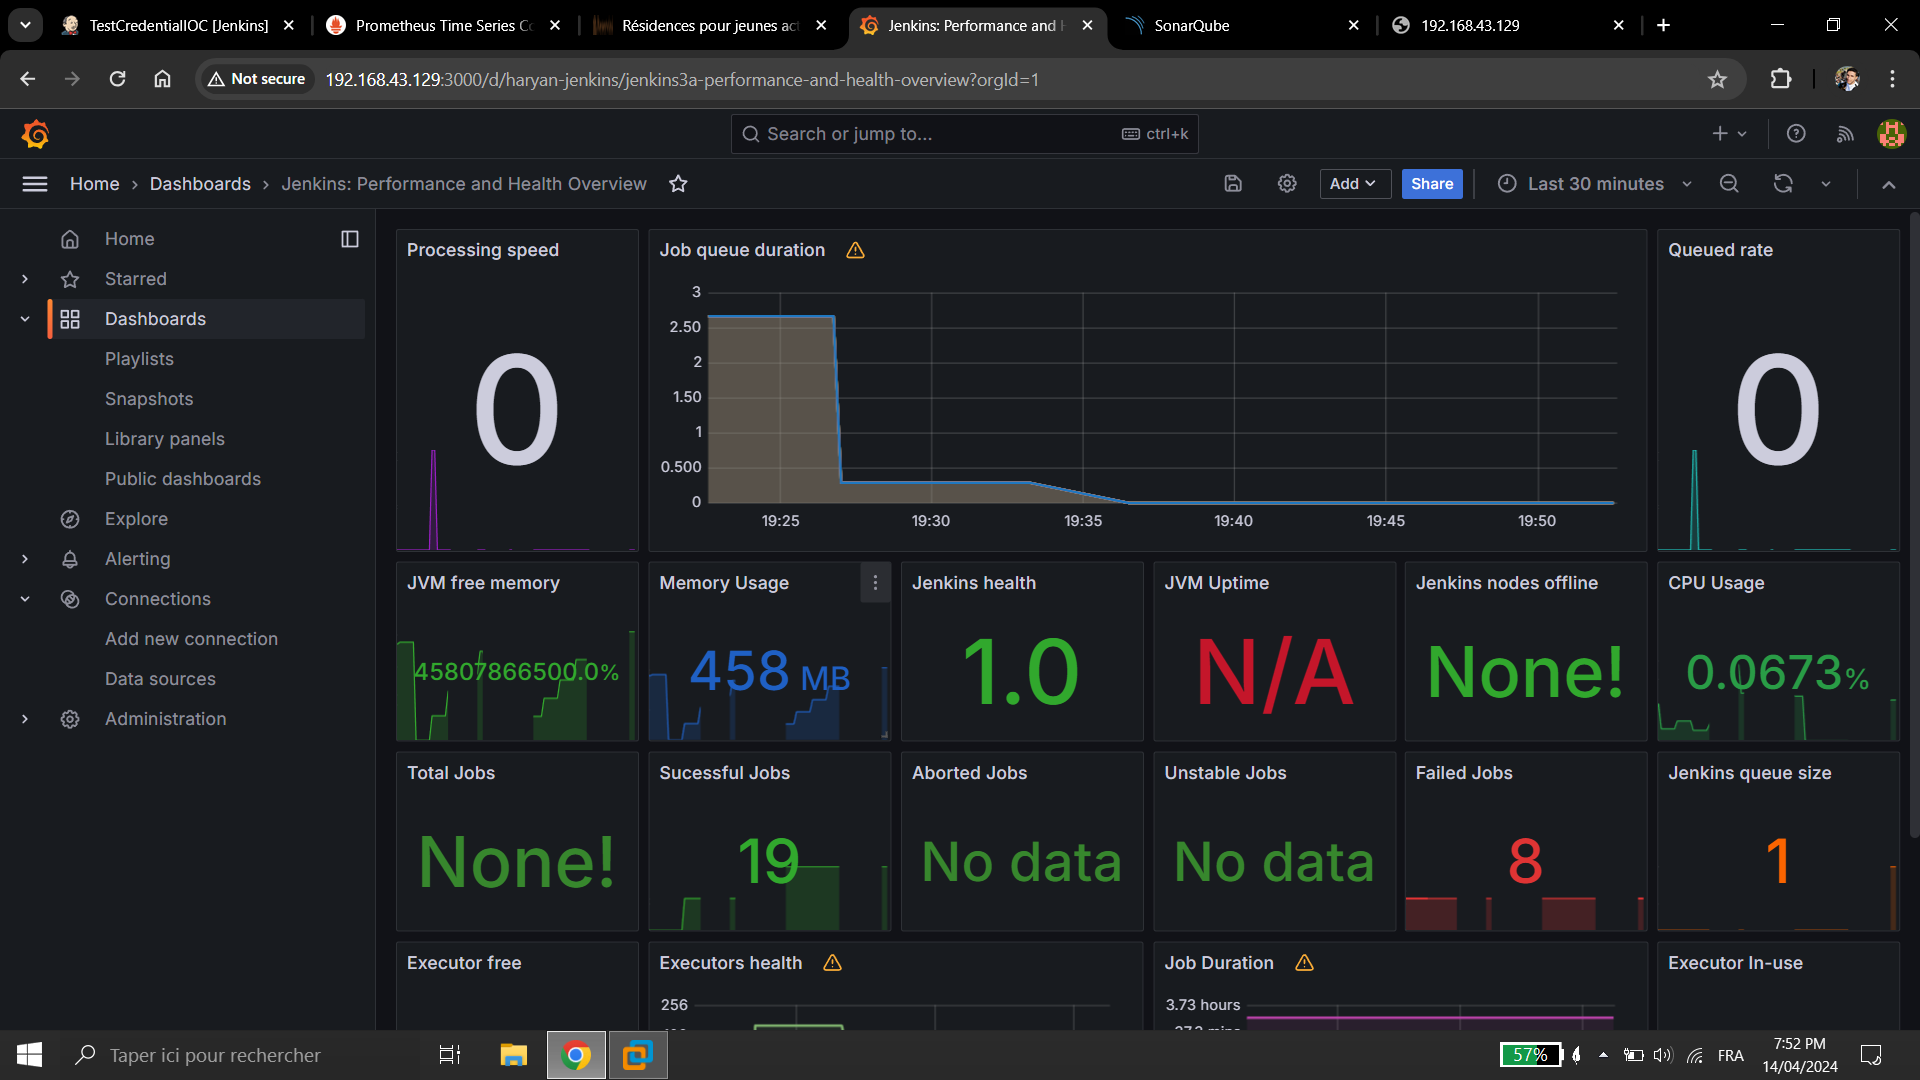 TestCredentialIOC [Jenkins]
Prometheus Time Series Co
Résidences pour jeunes act
Jenkins: Performance and H
SonarQube
192.168.43.129
Not secure
192.168.43.129:3000/d/haryan-jenkins/jenkins3a-performance-and-health-overview?orgId=1
Search or jump to...
ctrl+k
Home
Dashboards
Jenkins: Performance and Health Overview
Add
Share
Last 30 minutes
Home
Starred
Dashboards
Playlists
Snapshots
Library panels
Public dashboards
Explore
Alerting
Connections
Add new connection
Data sources
Administration
Processing speed
0
Job queue duration
3
2.50
2
1.50
1
0.500
0
19:25
19:30
19:35
19:40
19:45
19:50
Queued rate
0
JVM free memory
45807866500.0%
Memory Usage
458 MB
Jenkins health
1.0
JVM Uptime
N/A
Jenkins nodes offline
None!
CPU Usage
0.0673%
Total Jobs
None!
Sucessful Jobs
19
Aborted Jobs
No data
Unstable Jobs
No data
Failed Jobs
8
Jenkins queue size
1
Executor free
Executors health
256
Job Duration
3.73 hours
Executor In-use
Taper ici pour rechercher
57%
FRA
7:52 PM
14/04/2024